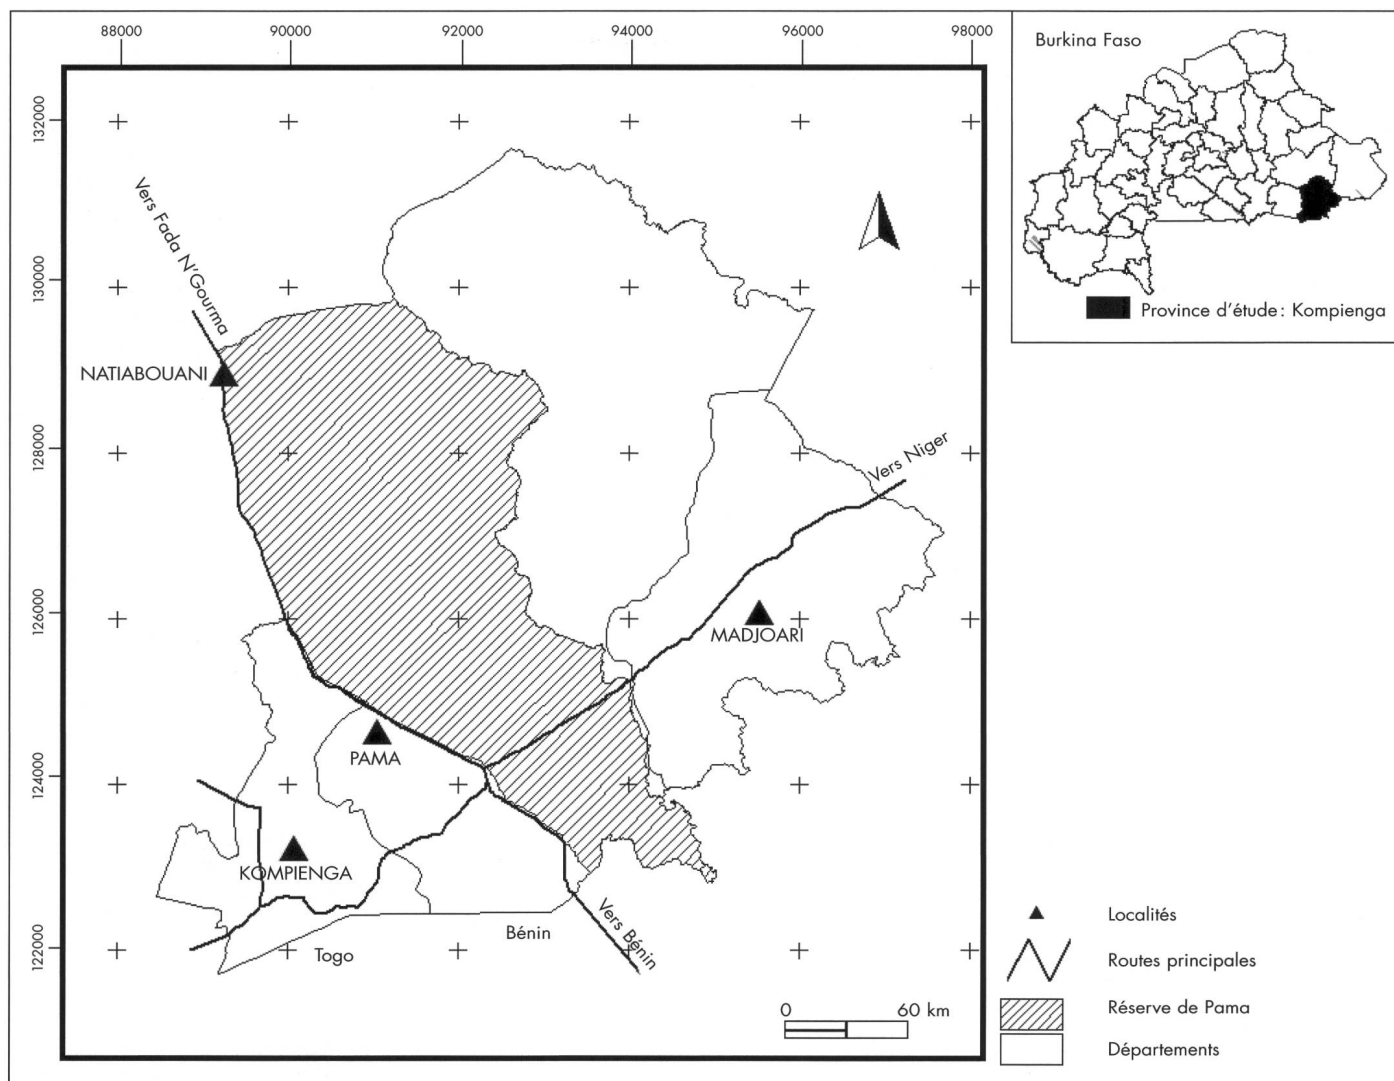 88000 90000 92000 94000 96000 98000
132000
130000
128000
126000
124000
122000
Vers Fada N'Gourma
NATIABOUANI
Vers Niger
MADJOARI
PAMA
KOMPIENGA
Togo
Bénin
Vers Bénin
0 60 km
Burkina Faso
Province d'étude : Kompienga
Localités
Routes principales
Réserve de Pama
Départements